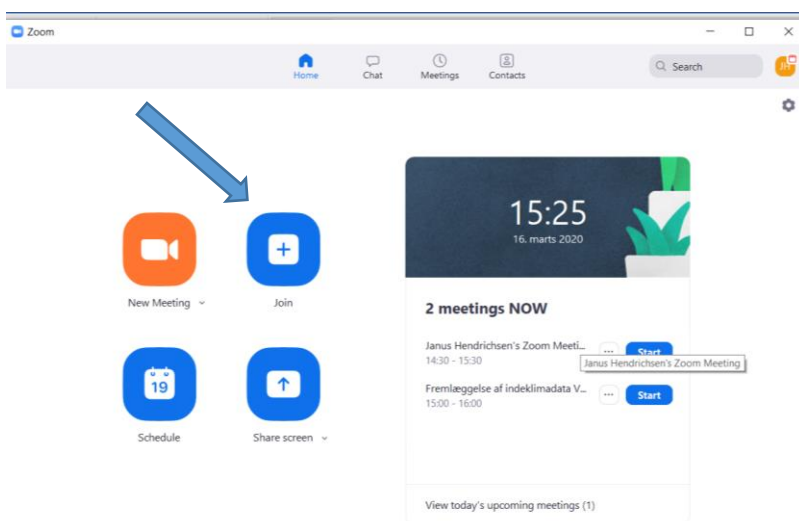 Zoom
Home Chat Meetings Contacts
Search
JH
15:25
16. marts 2020
New Meeting
Join
2 meetings NOW
Janus Hendrichsen's Zoom Meeti...
Start
14:30 - 15:30
Janus Hendrichsen's Zoom Meeting
Fremlæggelse af indeklimadata V...
Start
15:00 - 16:00
19
Schedule
Share screen
View today's upcoming meetings (1)